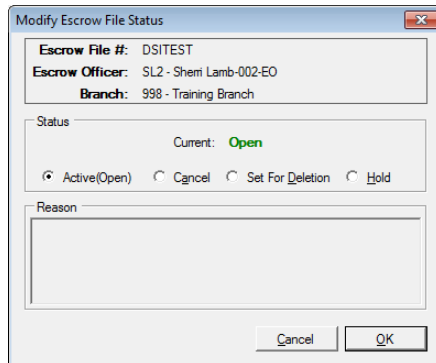 Modify Escrow File Status
Escrow File #: DSITEST
Escrow Officer: SL2 - Sherri Lamb-002-EO
Branch: 998 - Training Branch
Status
Current: Open
Active(Open) Cancel Set For Deletion Hold
Reason
Cancel OK